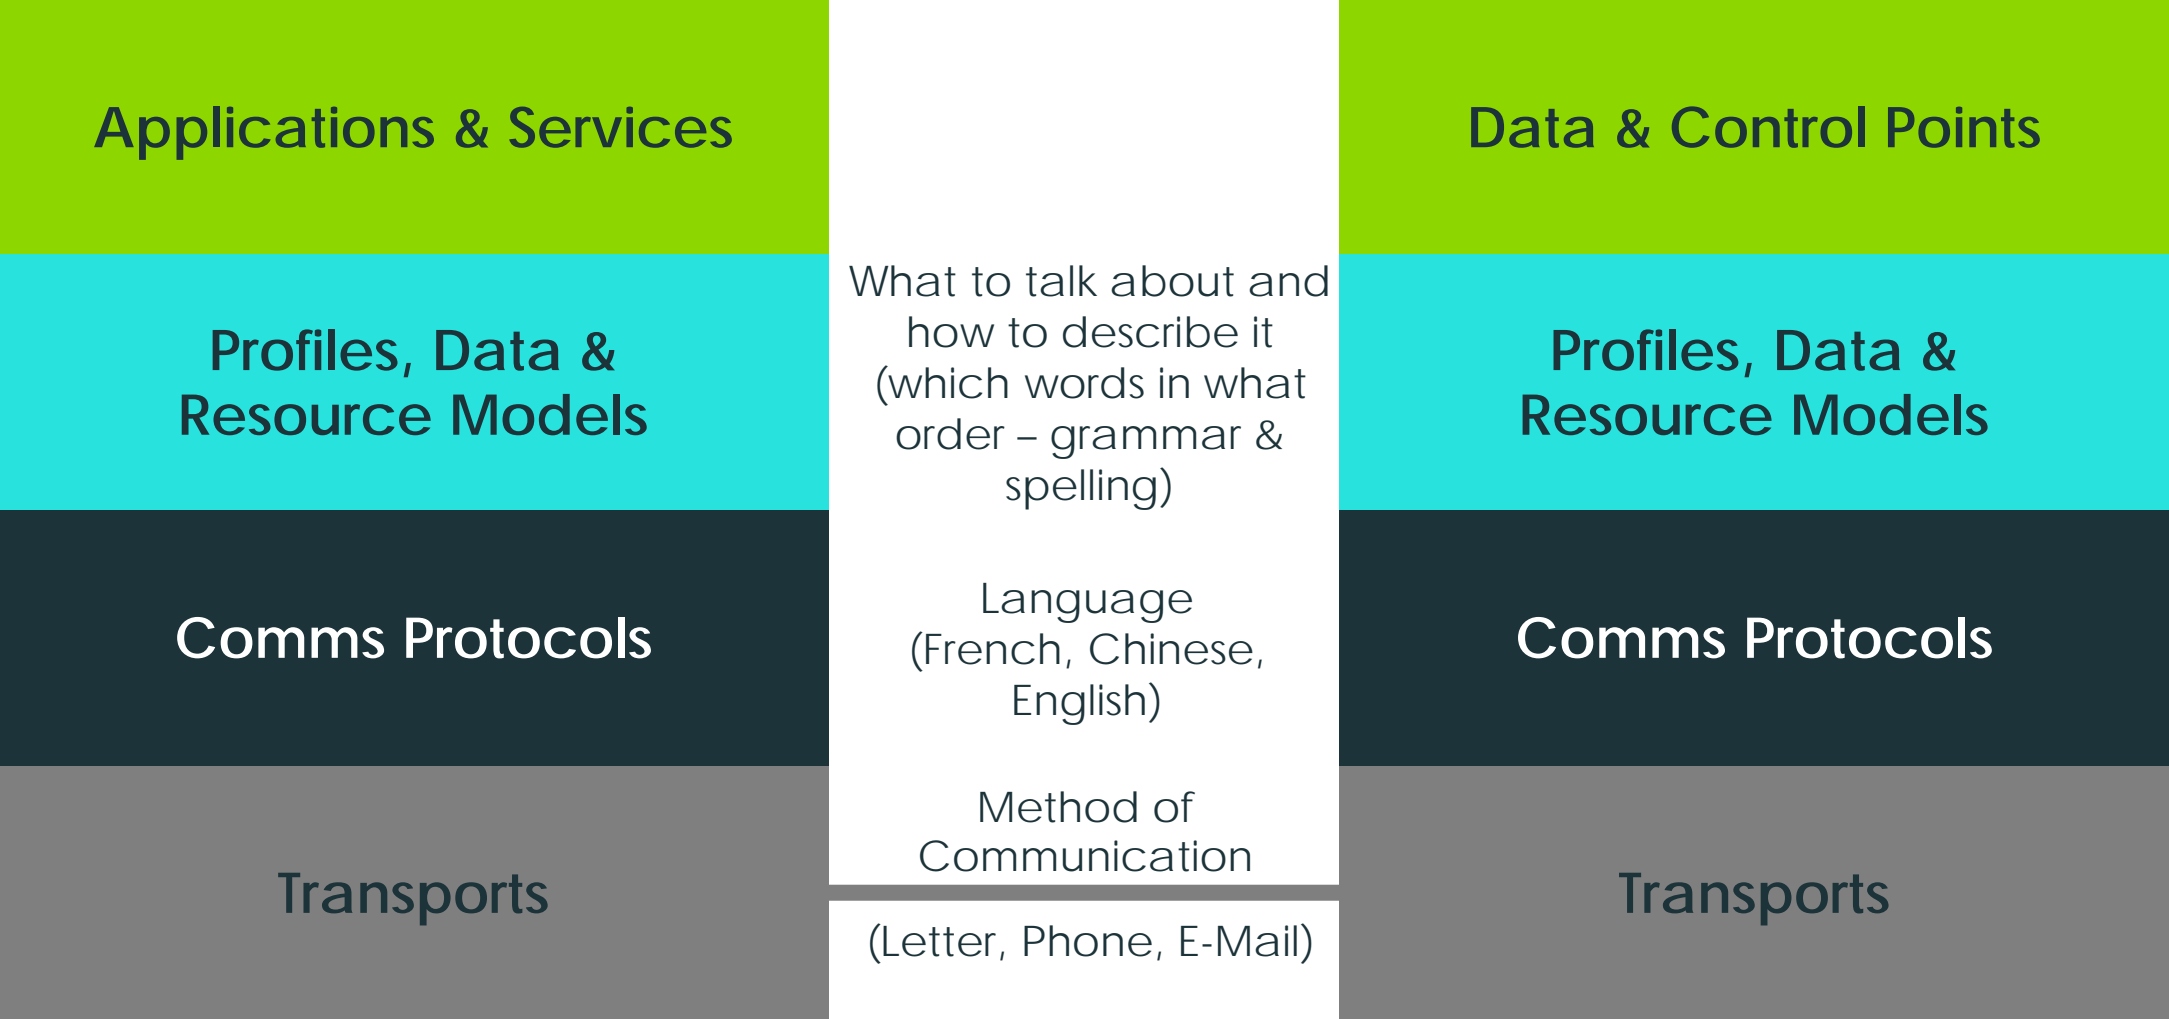 Applications & Services
Profiles, Data &
Resource Models
Comms Protocols
Transports
What to talk about and
how to describe it
(which words in what
order – grammar &
spelling)
Language
(French, Chinese,
English)
Method of
Communication
(Letter, Phone, E-Mail)
Data & Control Points
Profiles, Data &
Resource Models
Comms Protocols
Transports